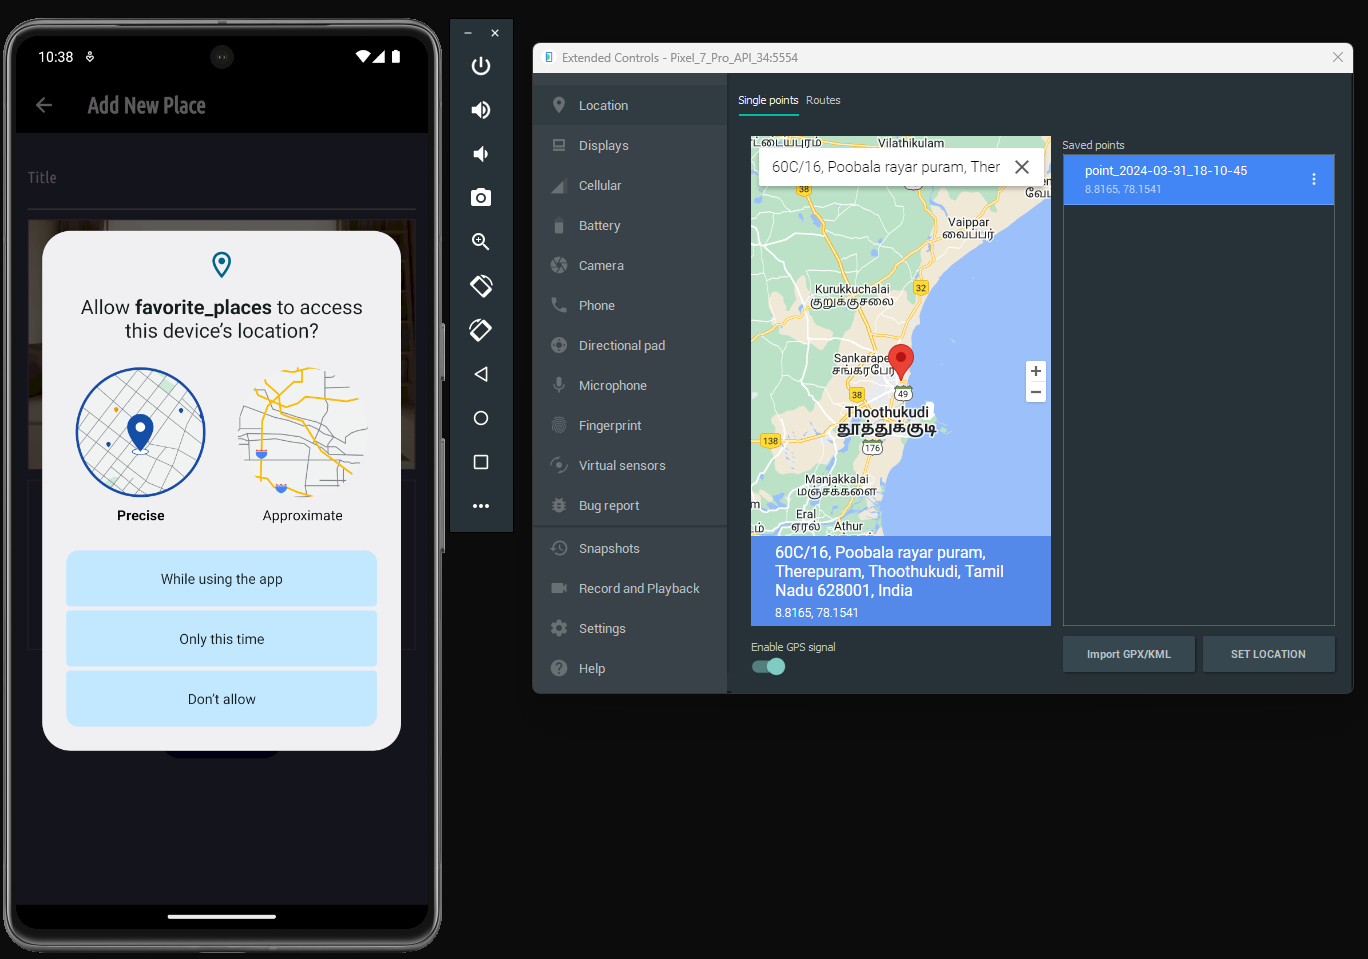 10:38
Add New Place
Title
Allow favorite_places to access
this device's location?
Precise
Approximate
While using the app
Only this time
Don't allow
Extended Controls - Pixel_7_Pro_API_34:5554
Location
Displays
Cellular
Battery
Camera
Phone
Directional pad
Microphone
Fingerprint
Virtual sensors
Bug report
Snapshots
Record and Playback
Settings
Help
Single points
Routes
Vilathikulam
60C/16, Poobala rayar puram, Ther
38
Vaippar
வைப்பர்
Kurukkuchalai
குறுக்குசலை
32
Sankarape
சங்கரபே
49
38
Thoothukudi
தூத்துக்குடி
138
176
Manjakkalai
மஞ்சக்களை
Eral
ஏரல்
Athur
60C/16, Poobala rayar puram,
Therepuram, Thoothukudi, Tamil
Nadu 628001, India
8.8165, 78.1541
Enable GPS signal
Saved points
point_2024-03-31_18-10-45
8.8165, 78.1541
Import GPX/KML
SET LOCATION